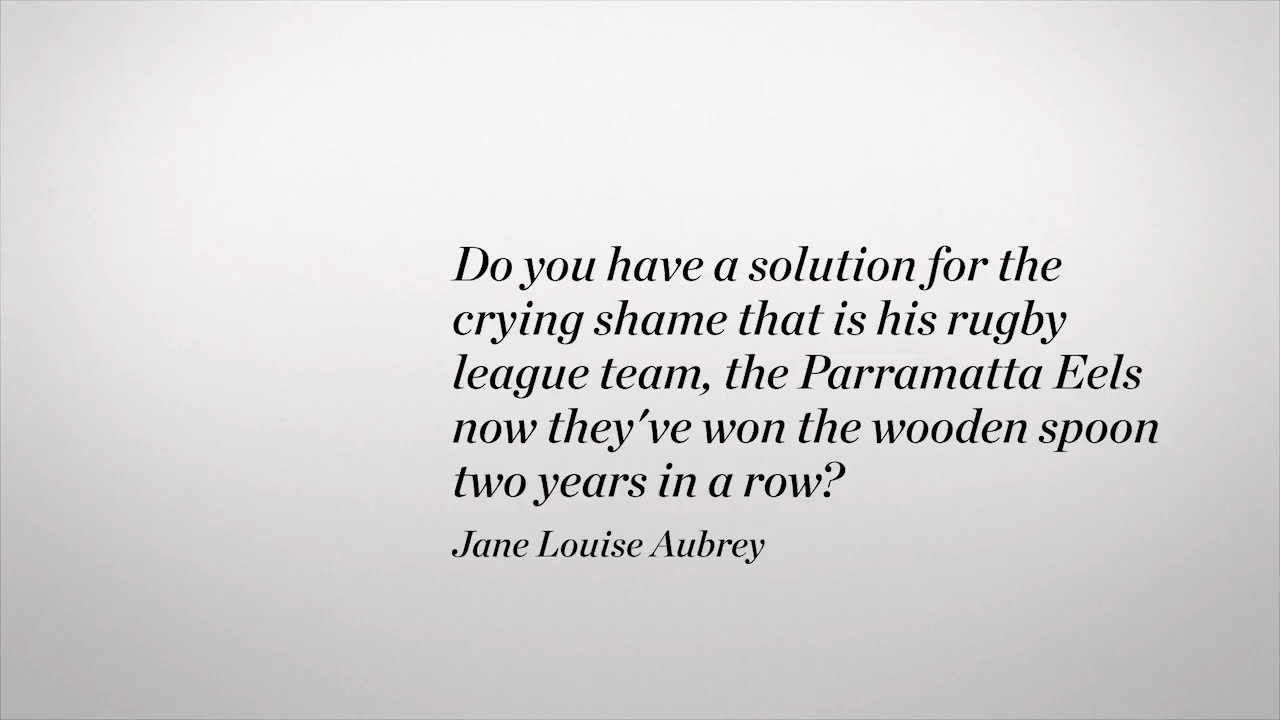 Do you have a solution for the
crying shame that is his rugby
league team, the Parramatta Eels
now they've won the wooden spoon
two years in a row?
Jane Louise Aubrey